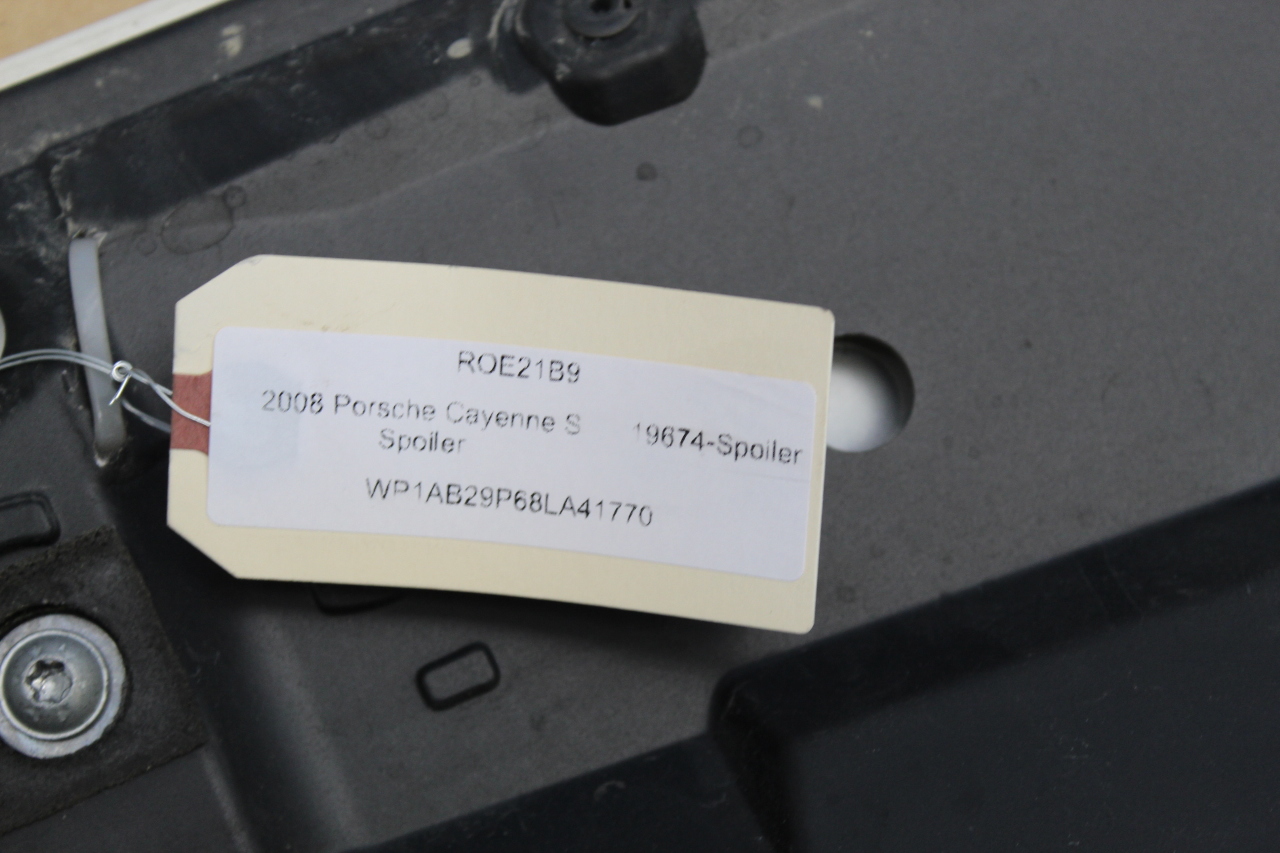 ROE21B9
2008 Porsche Cayenne S 19674-Spoiler
Spoiler
WP1AB29P68LA41770